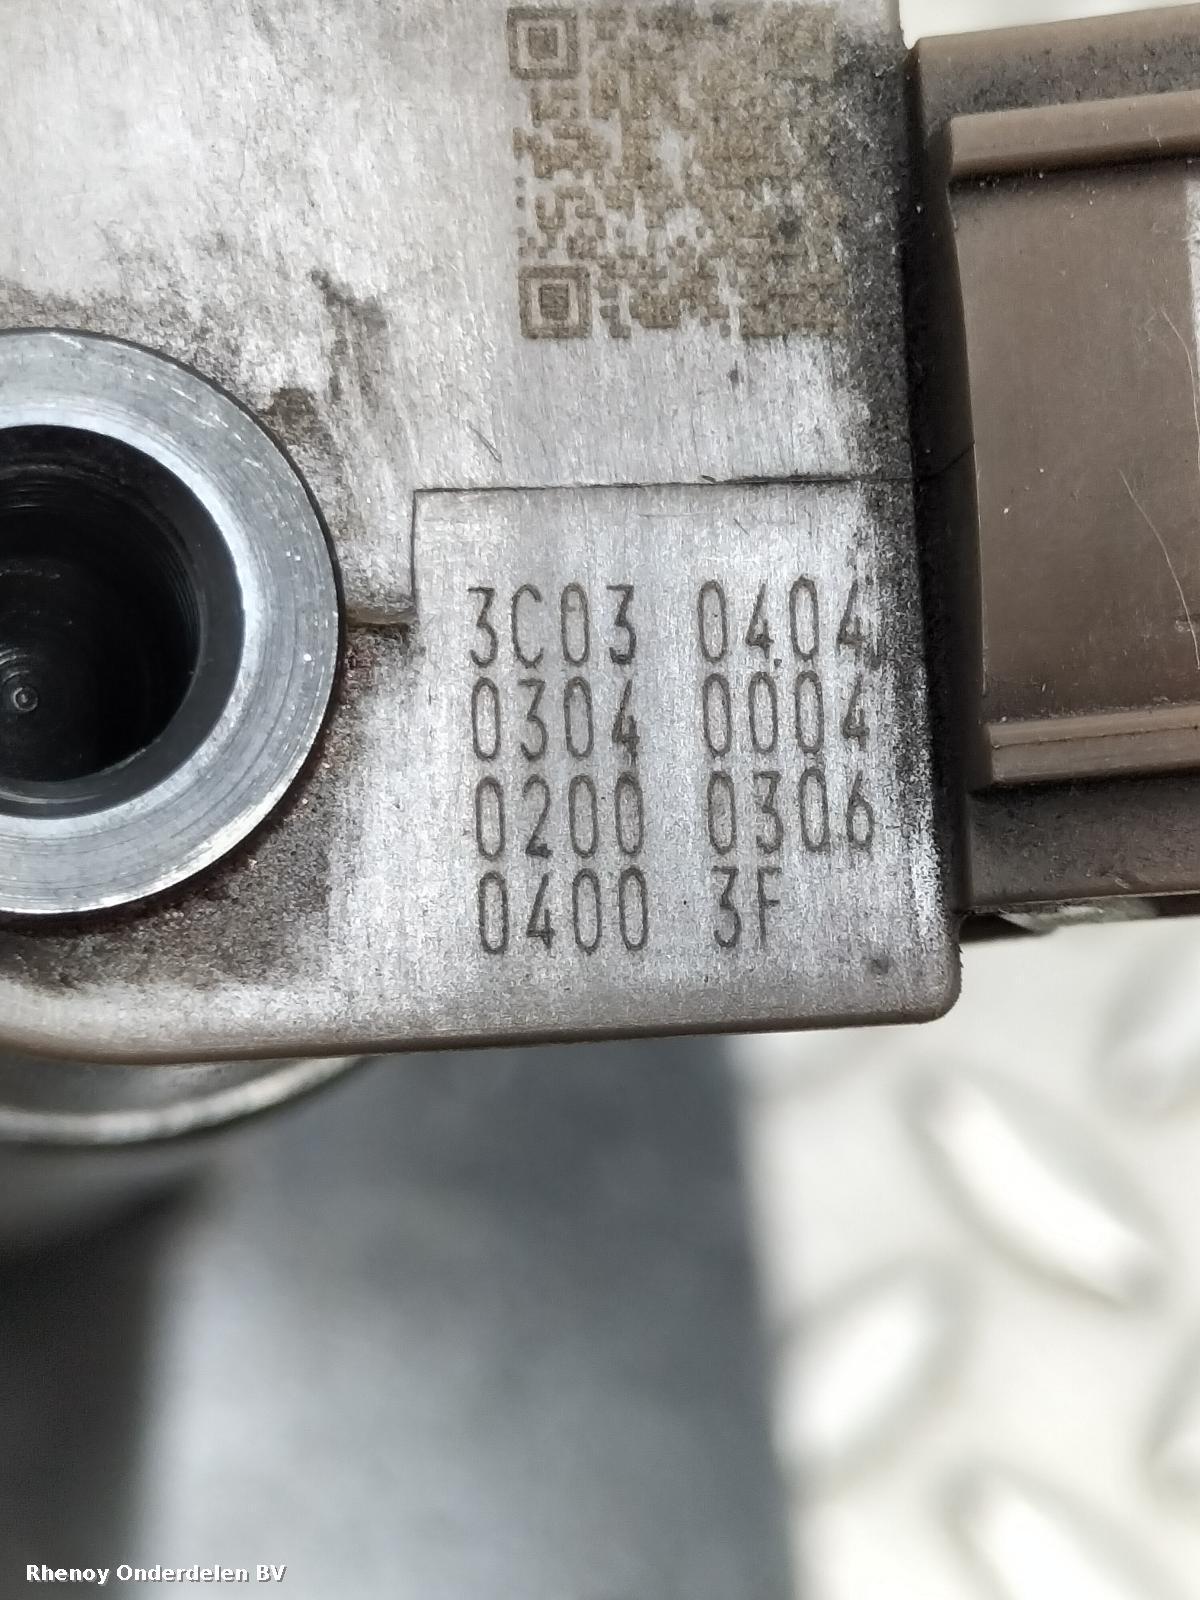 3C03 0404
0304 0004
0200 0306
0400 3F
Rhenoy Onderdelen BV